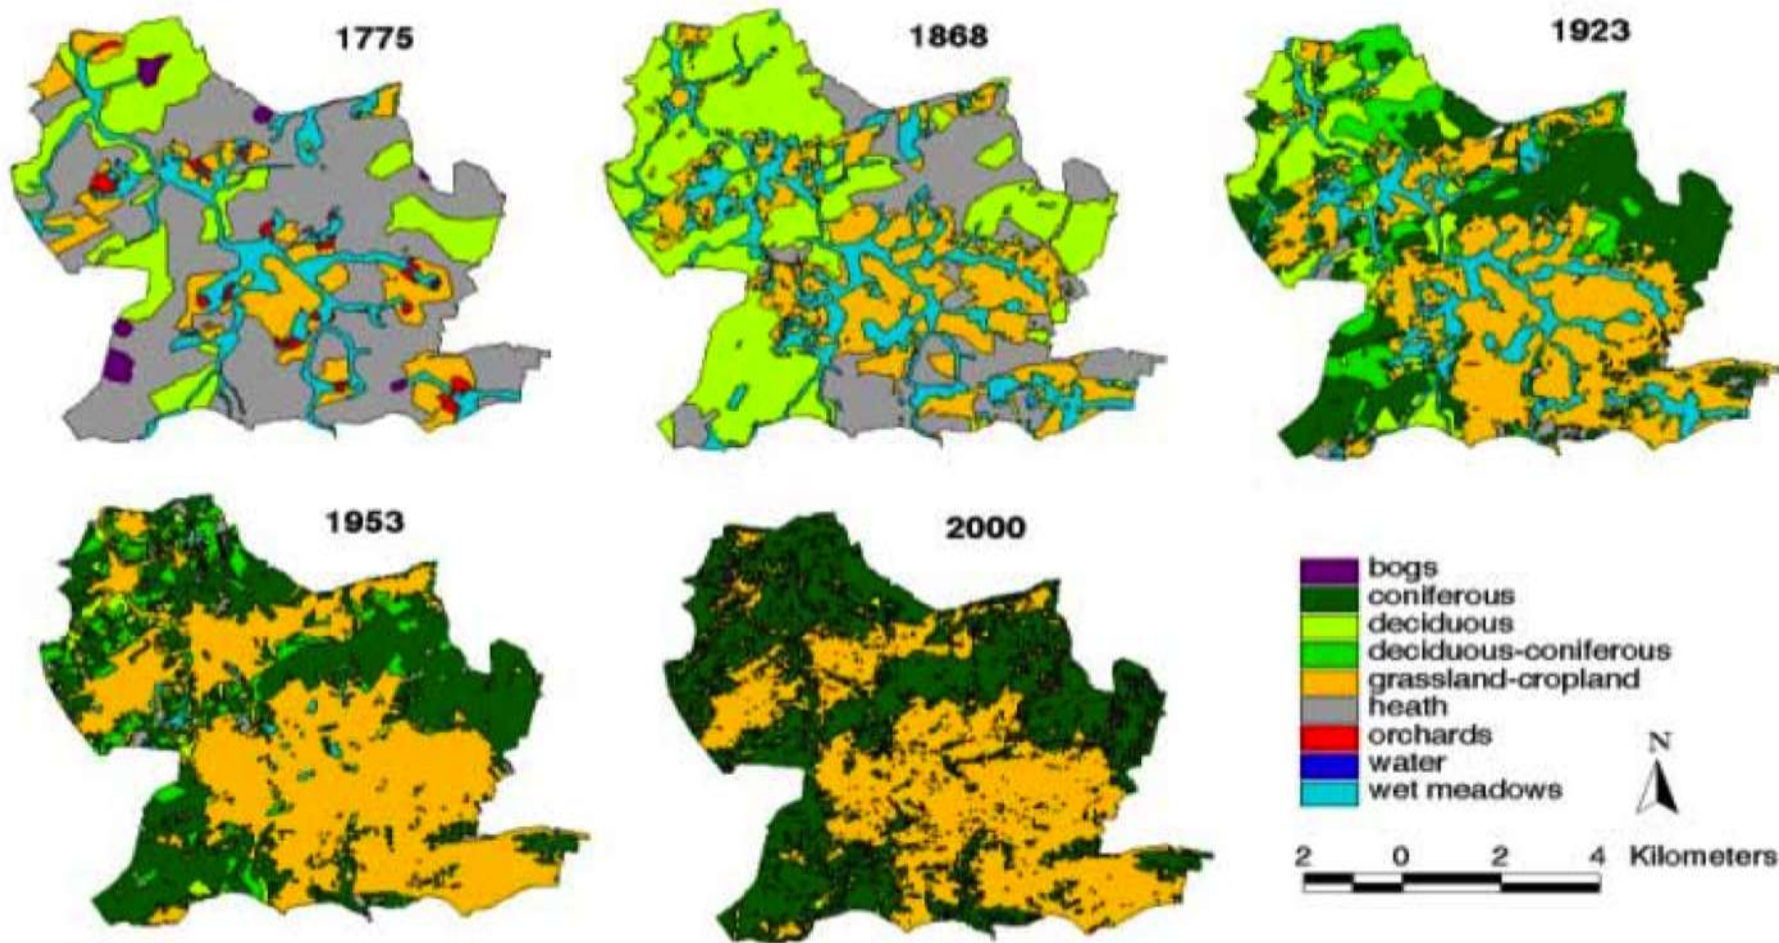 1775
1868
1923
1953
2000
bogs
coniferous
deciduous
deciduous-coniferous
grassland-cropland
heath
orchards
water
wet meadows
N
2 0 2 4 Kilometers